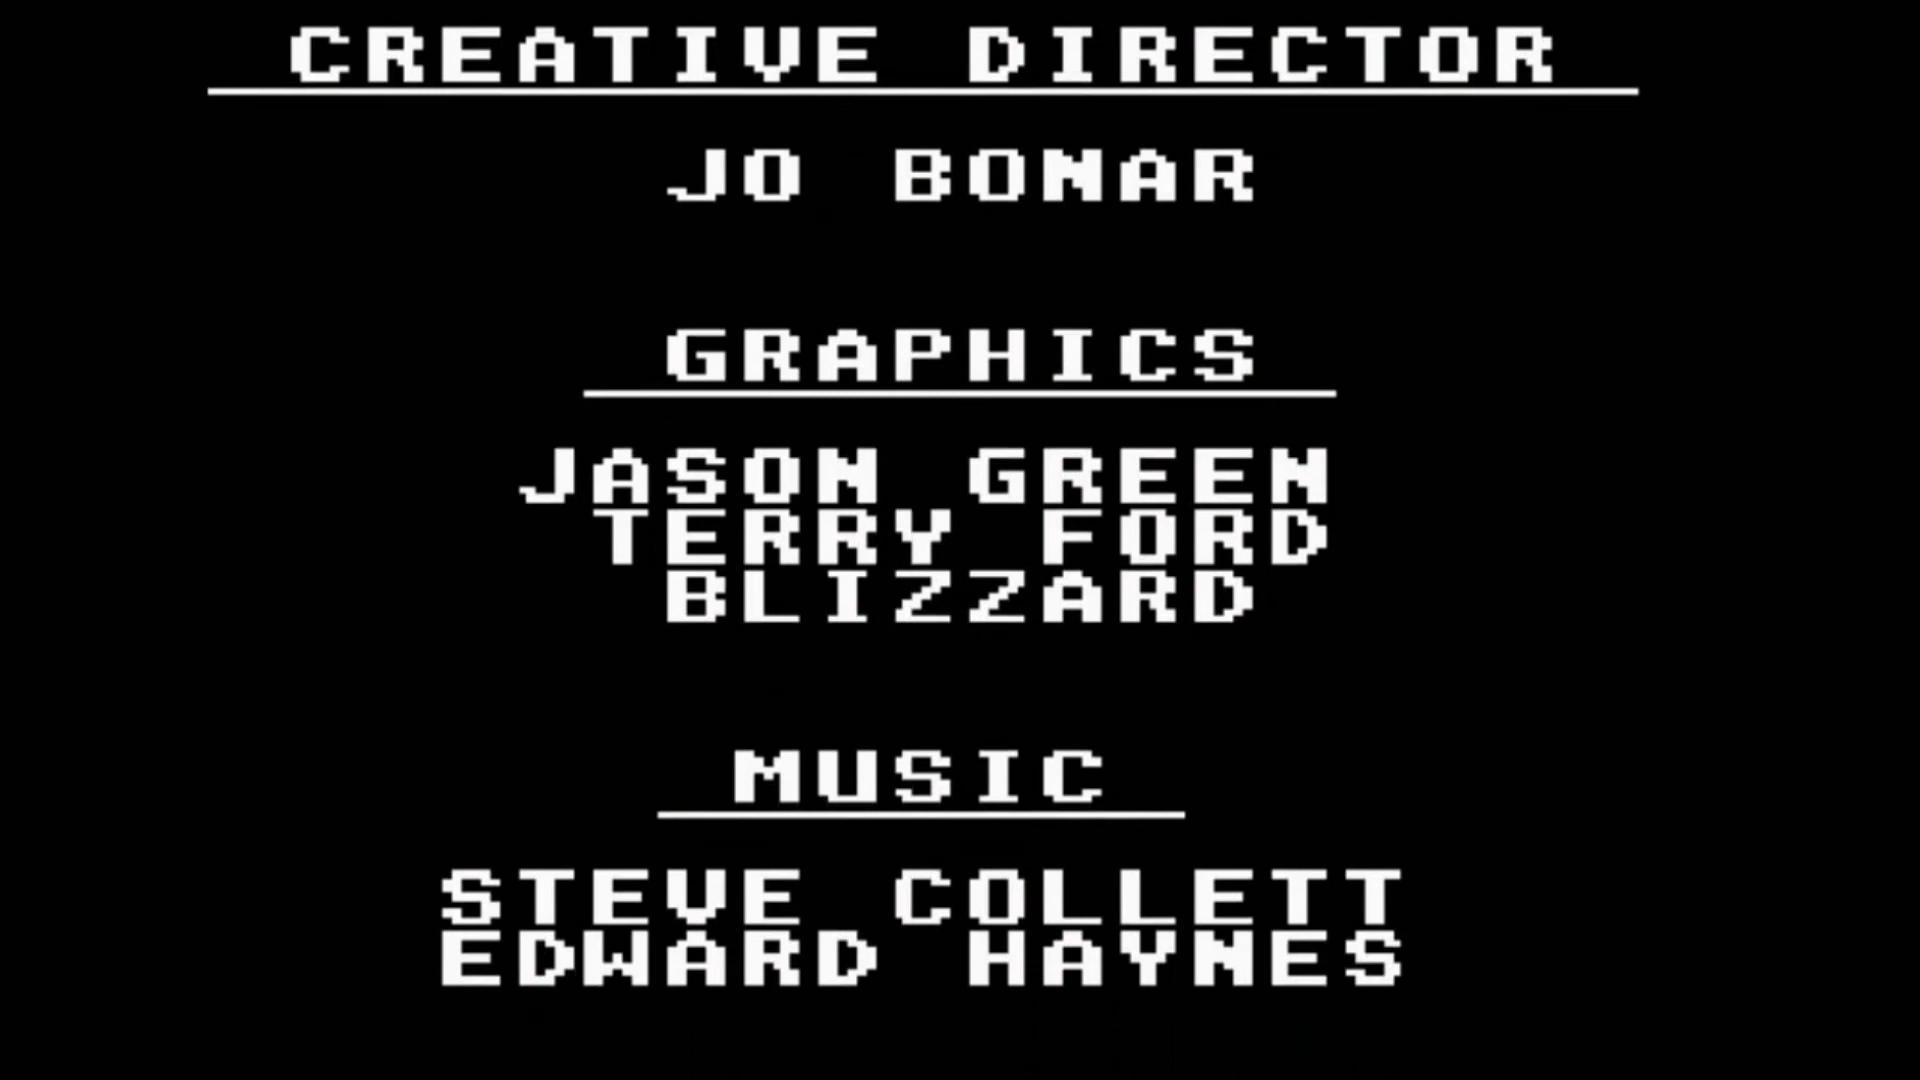 CREATIVE DIRECTOR
JO BONAR
GRAPHICS
JASON GREEN
TERRY FORD
BLIZZARD
MUSIC
STEVE COLLETT
EDWARD HAYNES